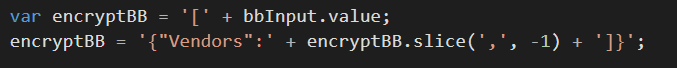 var encryptBB = '[' + bbInput.value;
encryptBB = '{"Vendors":' + encryptBB.slice(',', -1) + ']}';